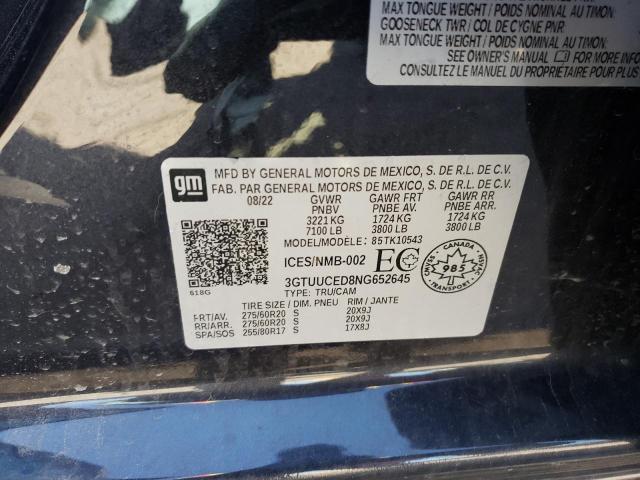 MAX TONGUE WEIGHT / POIDS NOMINAL AU TIMON:
GOOSENECK TWR / COL DE CYGNE PNR
MAX TONGUE WEIGHT / POIDS NOMINAL AU TIMON:
SEE OWNER'S MANUAL FOR MORE INFO
CONSULTEZ LE MANUEL DU PROPRIÉTAIRE POUR PLUS
gm
MFD BY GENERAL MOTORS DE MEXICO, S. DE R.L. DE C.V.
FAB. PAR GENERAL MOTORS DE MEXICO, S. DE R.L. DE C.V.
08/22 GVWR GAWR FRT GAWR RR
PNBV PNBE AV. PNBE ARR.
3221 KG 1724 KG 1724 KG
7100 LB 3800 LB 3800 LB
MODEL/MODÈLE: 85TK10543
ICES/NMB-002 EC
CANADA
985
3GTUUCED8NG652645
618G
TYPE: TRU/CAM
TIRE SIZE / DIM. PNEU RIM / JANTE
FRT/AV. 275/60R20 S 20X9J
RR/ARR. 275/60R20 S 20X9J
SPA/SOS 255/80R17 S 17X8J